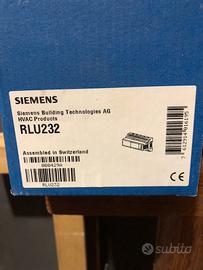 SIEMENS
Siemens Building Technologies AG
HVAC Products
RLU232
Assembled in Switzerland
RLU232
CE
subito